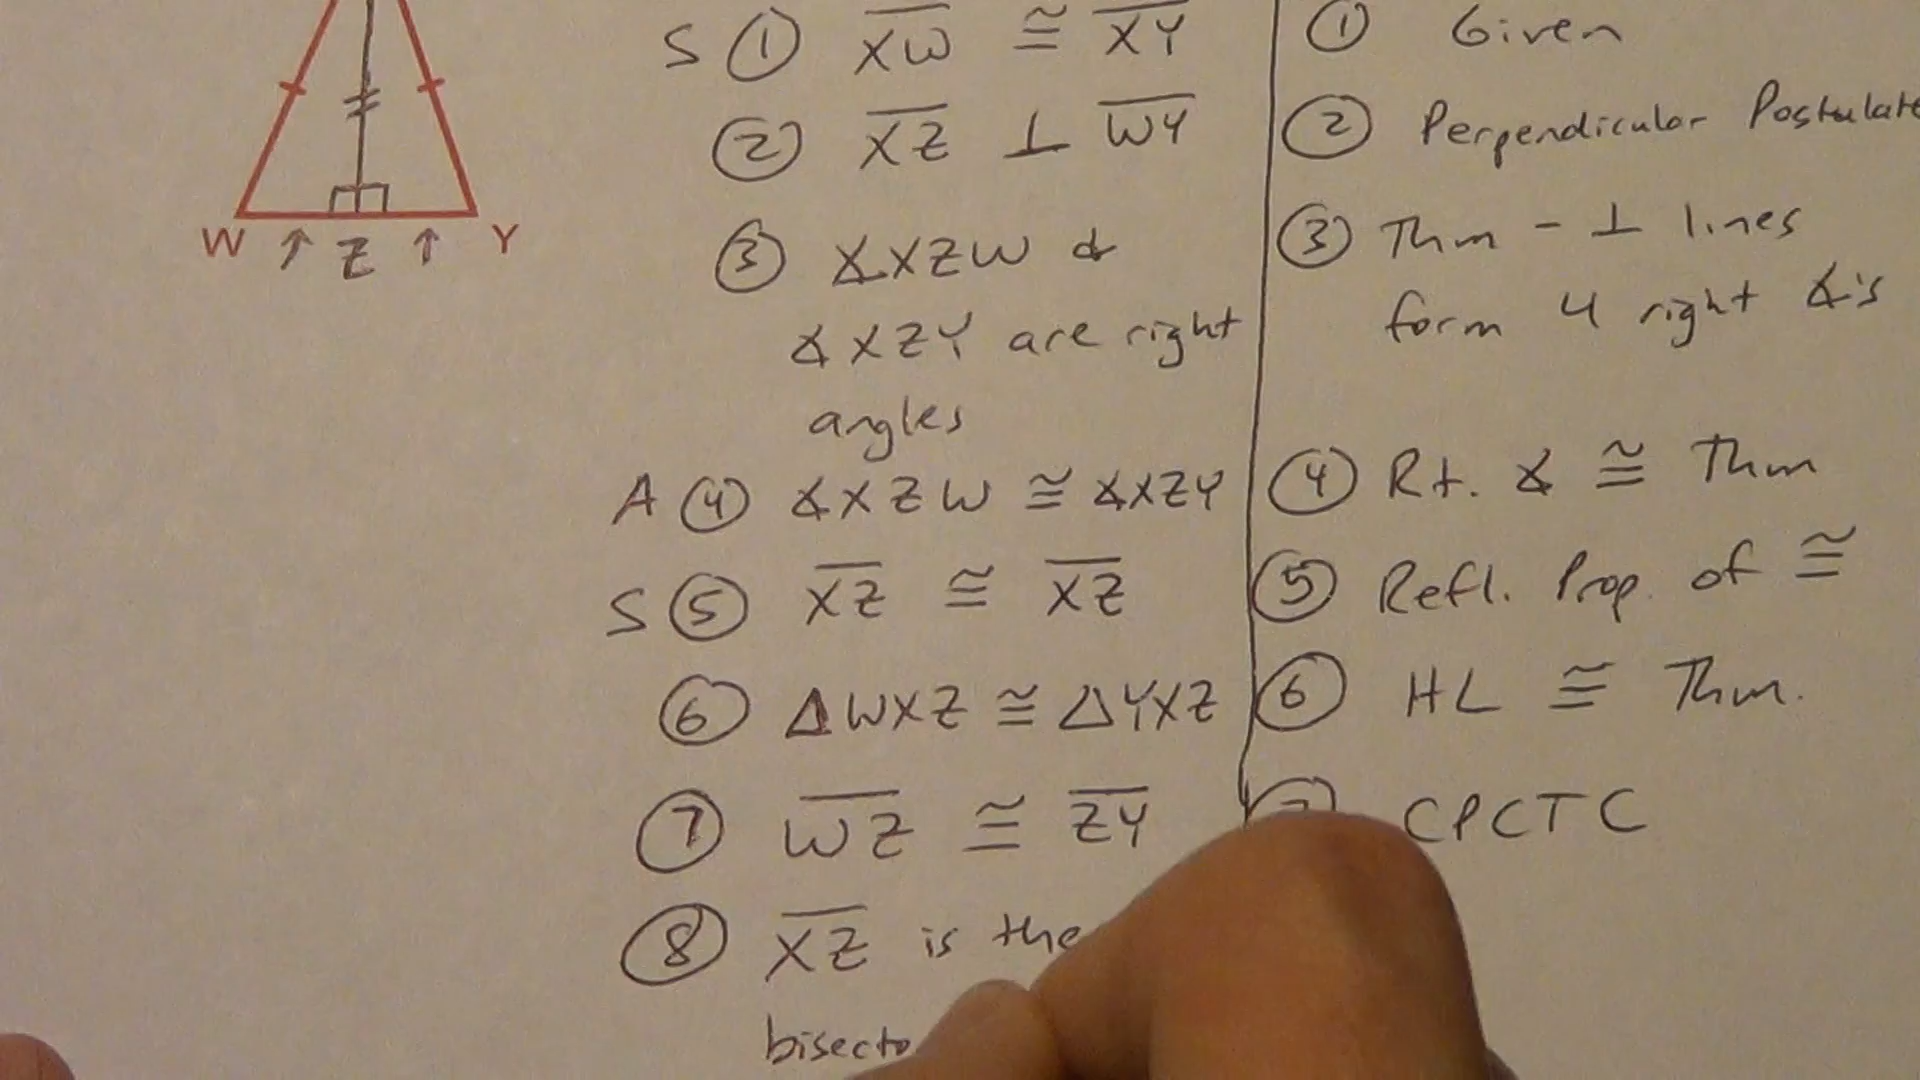 W ↑ Z ↑ Y
S ① XW ≅ XY
② XZ ⊥ WY
③ ∡XZW &
∡XZY are right
angles
A ④ ∡XZW ≅ ∡XZY
S ⑤ XZ ≅ XZ
⑥ ΔWXZ ≅ ΔYXZ
⑦ WZ ≅ ZY
⑧ XZ is the
bisecto
① Given
② Perpendicular Postulate
③ Thm - ⊥ lines
form 4 right ∡'s
④ Rt. ∡ ≅ Thm
⑤ Refl. Prop. of ≅
⑥ HL ≅ Thm.
CPCTC